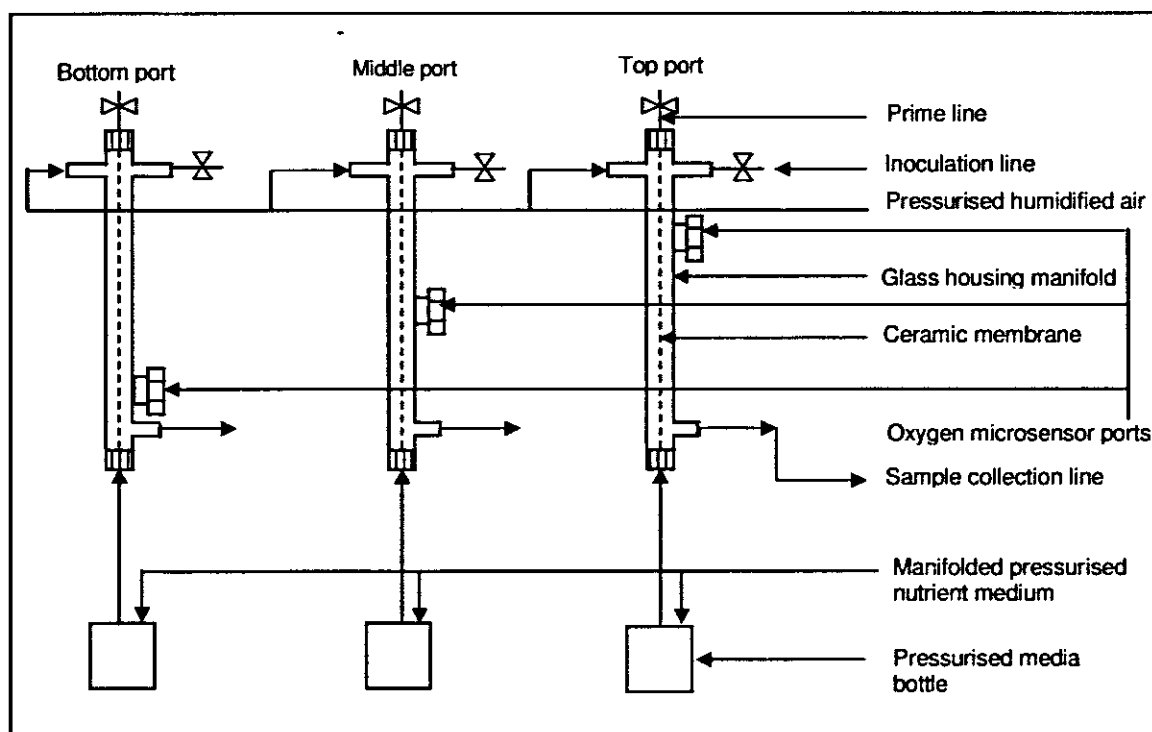 Bottom port
Middle port
Top port
Prime line
Inoculation line
Pressurised humidified air
Glass housing manifold
Ceramic membrane
Oxygen microsensor ports
Sample collection line
Manifolded pressurised
nutrient medium
Pressurised media
bottle